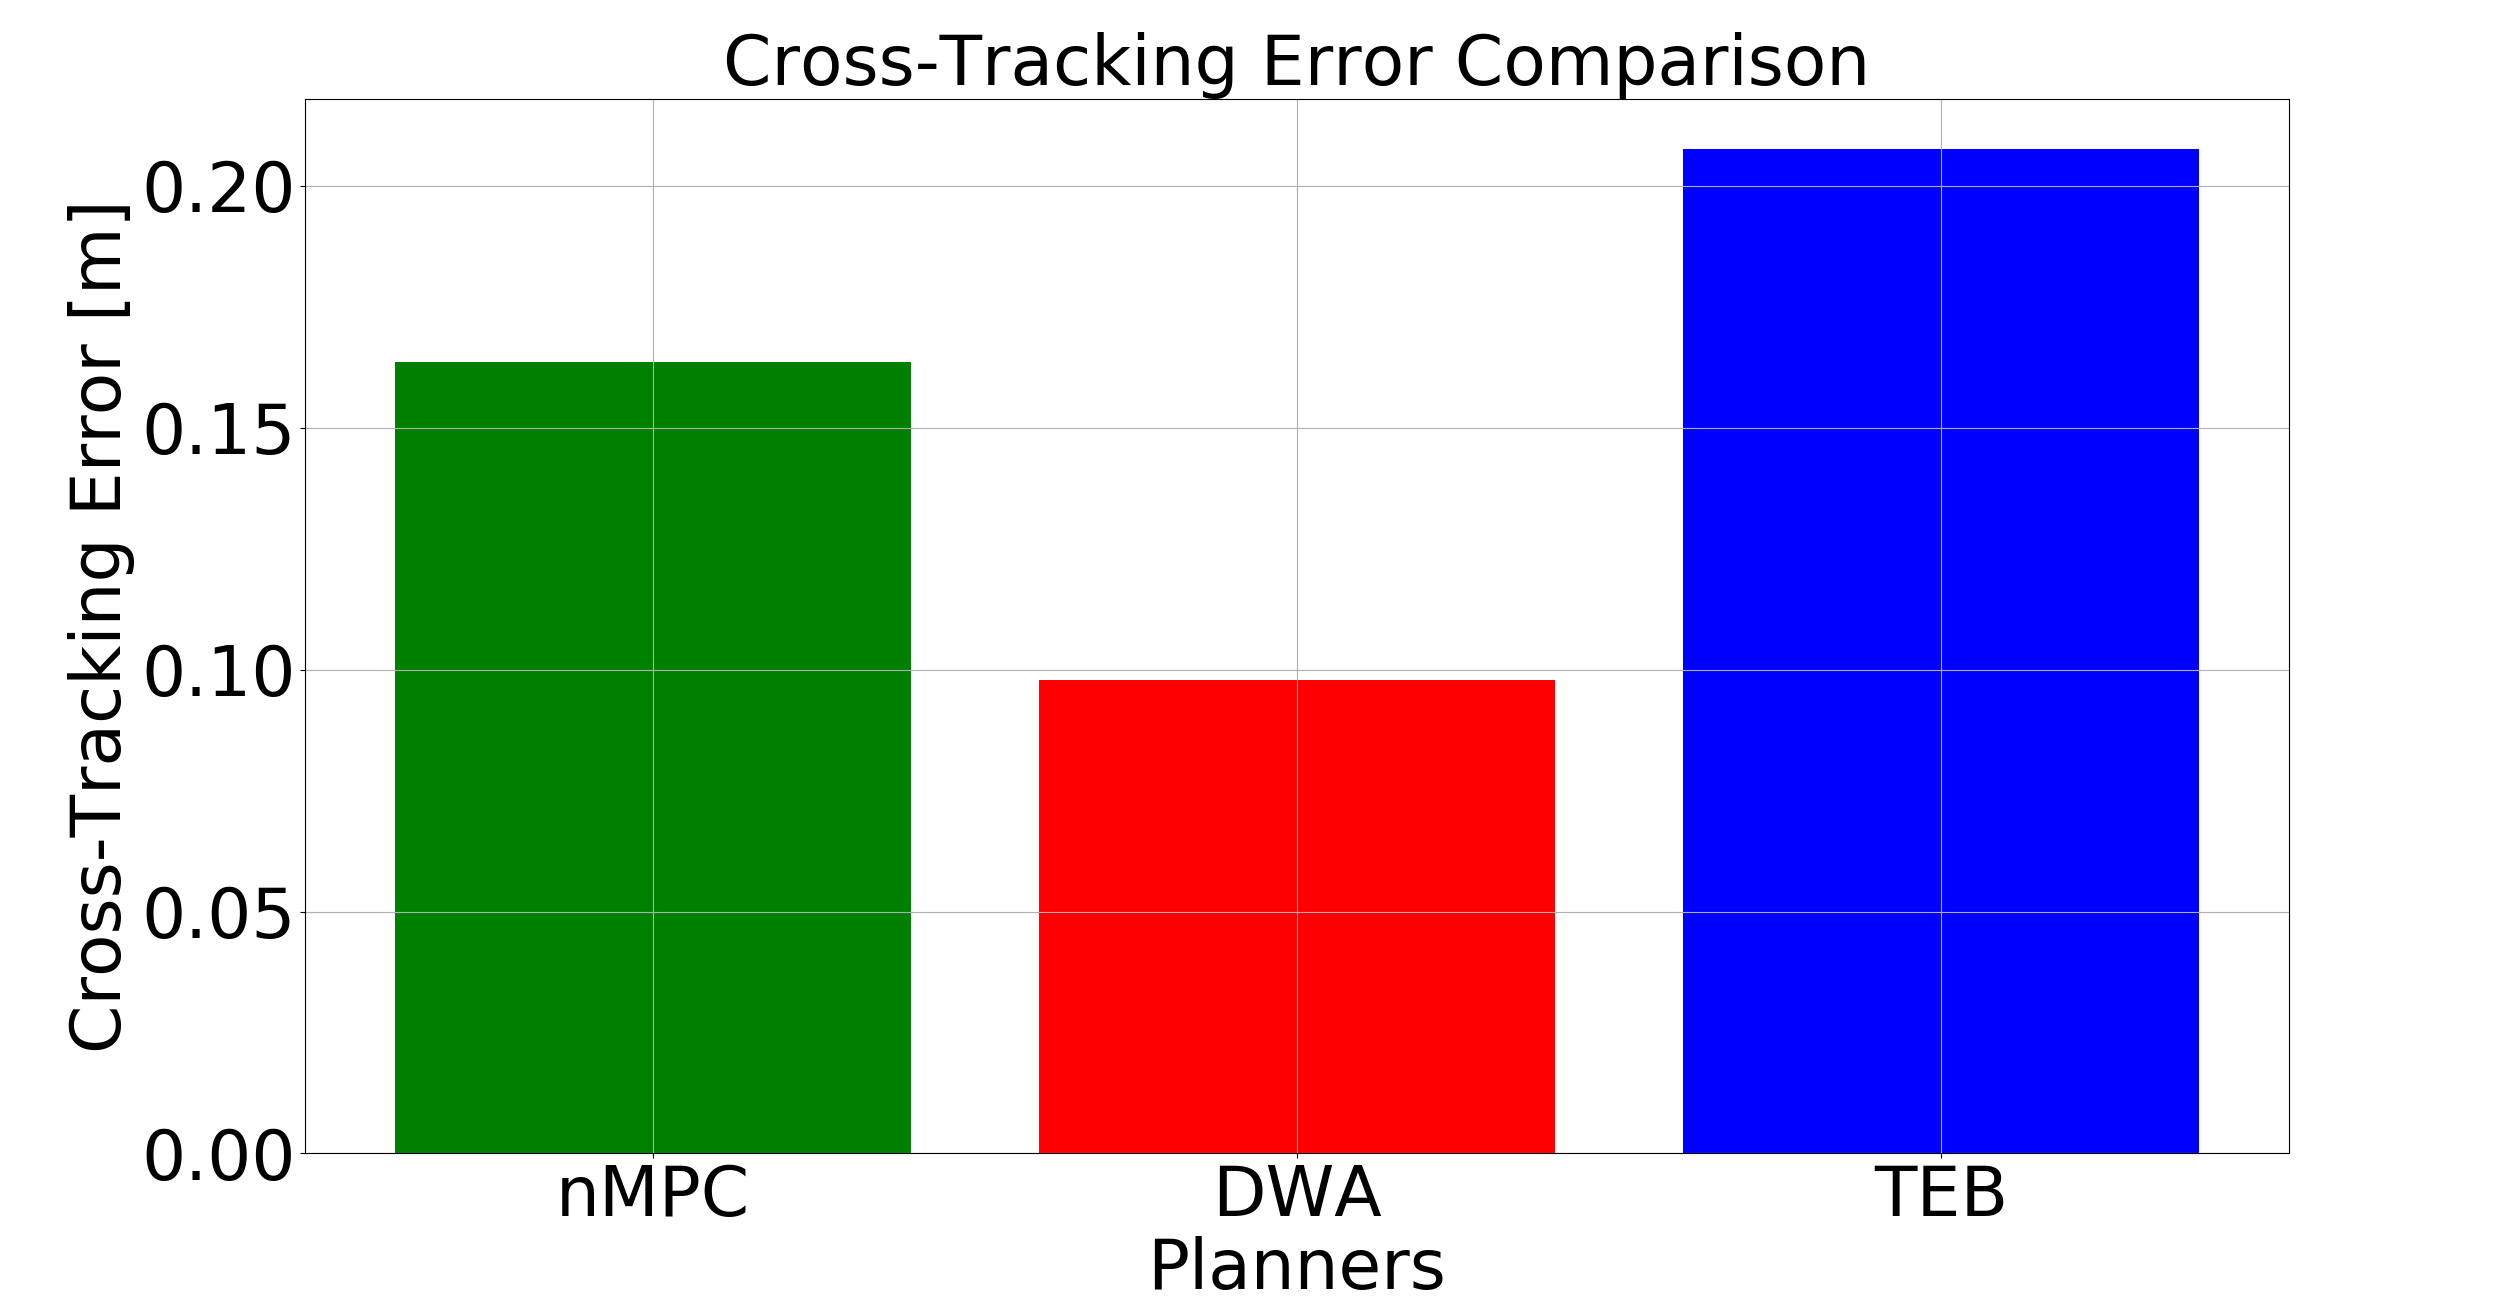 Cross-Tracking Error Comparison
Cross-Tracking Error [m]
0.20
0.15
0.10
0.05
0.00
nMPC DWA TEB
Planners